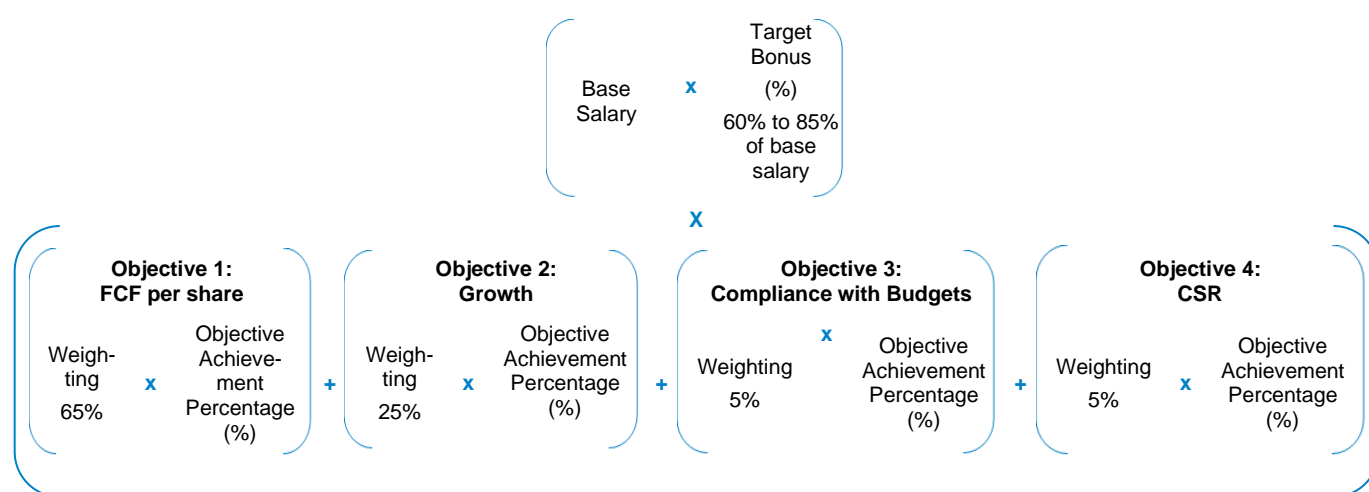 Base
Salary
x
Target
Bonus
(%)
60% to 85%
of base
salary
X
Objective 1:
FCF per share
Weigh-
ting
65%
x
Objective
Achieve-
ment
Percentage
(%)
+
Objective 2:
Growth
Weigh-
ting
25%
x
Objective
Achievement
Percentage
(%)
+
Objective 3:
Compliance with Budgets
Weighting
5%
x
Objective
Achievement
Percentage
(%)
+
Objective 4:
CSR
Weighting
5%
x
Objective
Achievement
Percentage
(%)